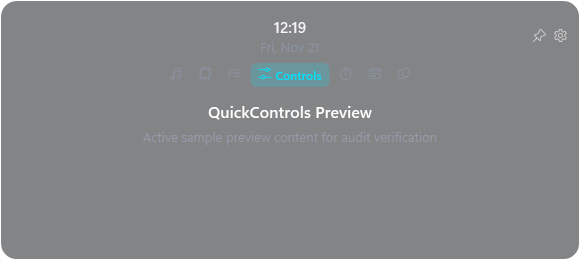 12:19
Fri, Nov 21
Controls
QuickControls Preview
Active sample preview content for audit verification